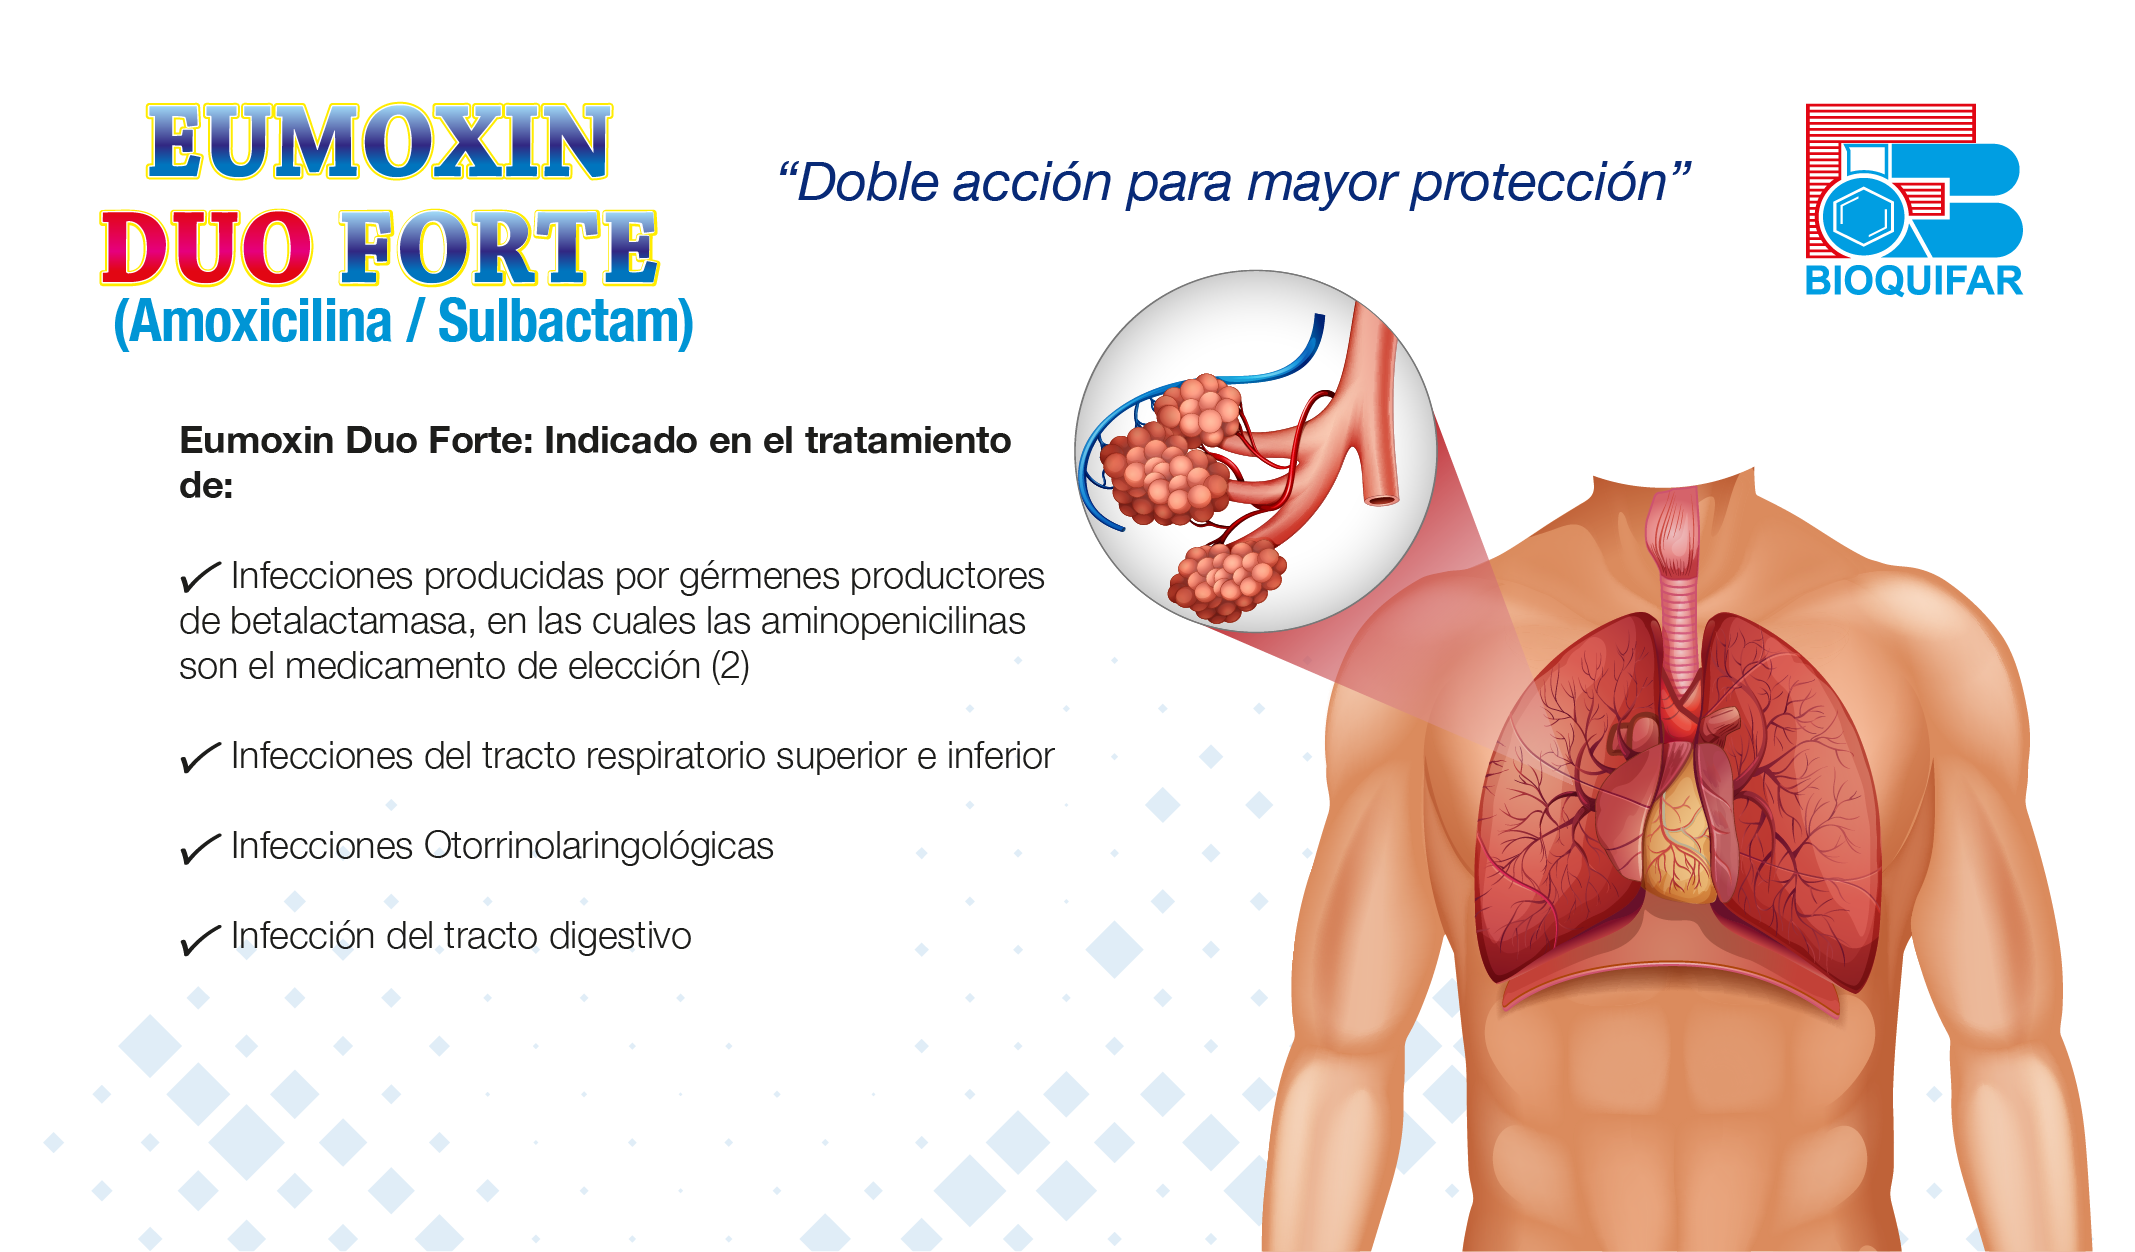 EUMOXIN
DUO FORTE
(Amoxicilina / Sulbactam)
“Doble acción para mayor protección”
BIOQUIFAR
Eumoxin Duo Forte: Indicado en el tratamiento
de:
✓ Infecciones producidas por gérmenes productores
de betalactamasa, en las cuales las aminopenicilinas
son el medicamento de elección (2)
✓ Infecciones del tracto respiratorio superior e inferior
✓ Infecciones Otorrinolaringológicas
✓ Infección del tracto digestivo